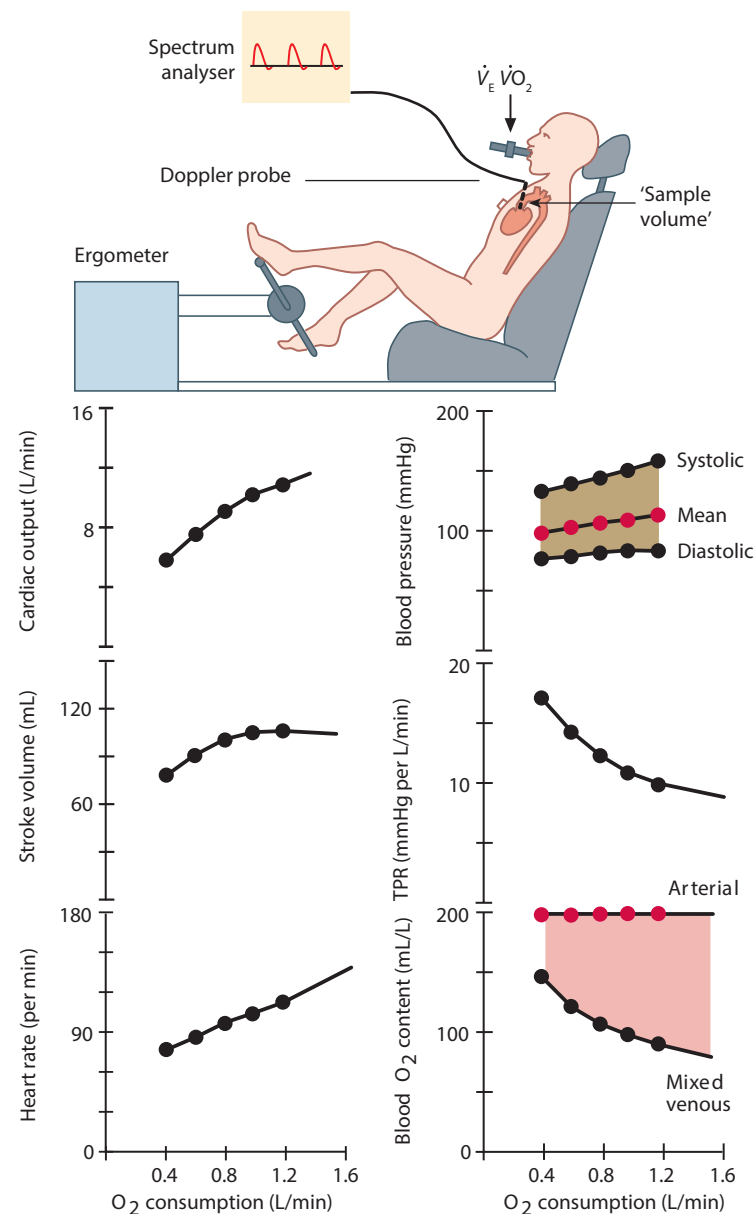 Spectrum
analyser
V̇E V̇O2
Doppler probe
'Sample
volume'
Ergometer
Cardiac output (L/min)
16
8
Blood pressure (mmHg)
200
100
Systolic
Mean
Diastolic
Stroke volume (mL)
120
60
TPR (mmHg per L/min)
20
10
Heart rate (per min)
180
90
0
0.4 0.8 1.2 1.6
O2 consumption (L/min)
Blood O2 content (mL/L)
Arterial
200
100
0
Mixed
venous
0.4 0.8 1.2 1.6
O2 consumption (L/min)